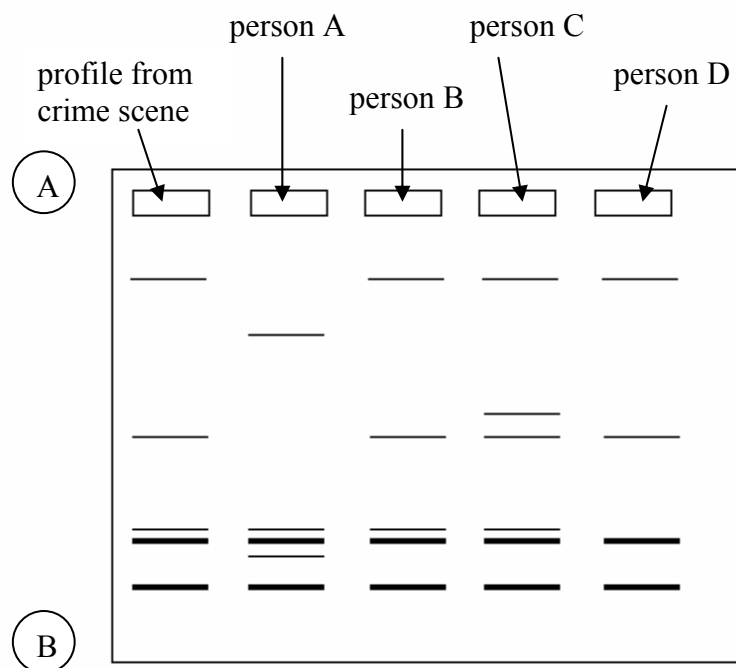 person A
person C
profile from
crime scene
person B
person D
A
B